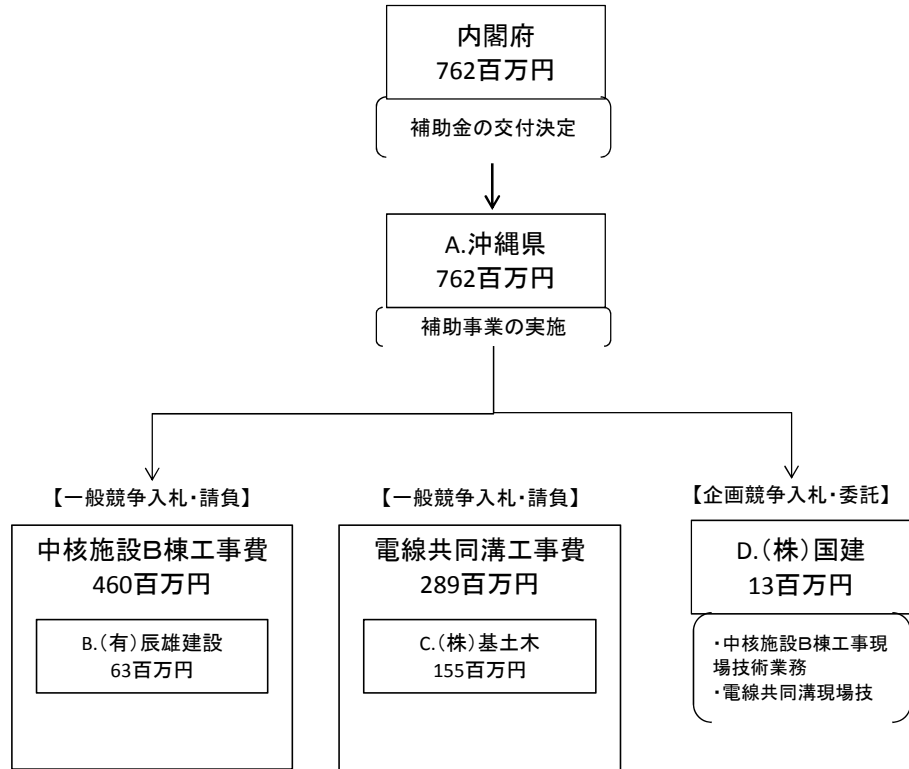 内閣府
762百万円
補助金の交付決定
A.沖縄県
762百万円
補助事業の実施
【一般競争入札・請負】
中核施設B棟工事費
460百万円
B.(有)辰雄建設
63百万円
【一般競争入札・請負】
電線共同溝工事費
289百万円
C.(株)基土木
155百万円
【企画競争入札・委託】
D.(株)国建
13百万円
・中核施設B棟工事現
場技術業務
・電線共同溝現場技